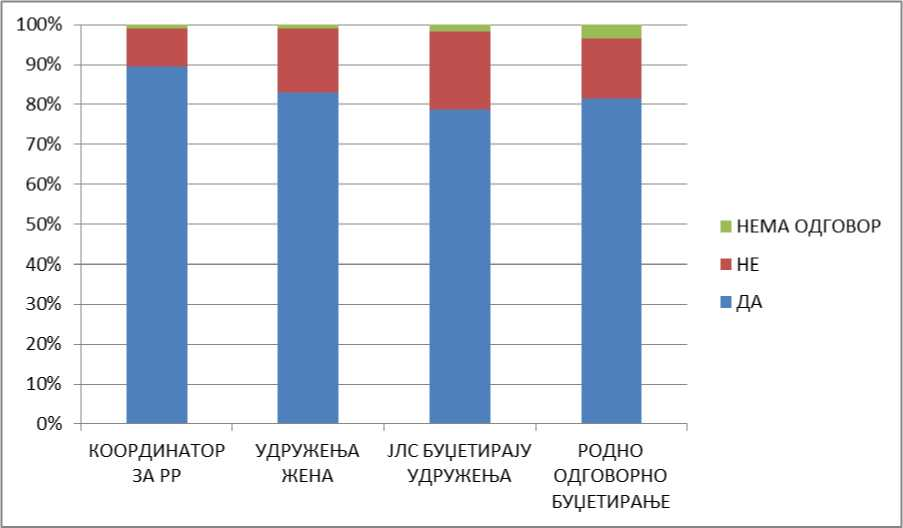 100%
90%
80%
70%
60%
50%
40%
30%
20%
10%
0%
КООРДИНАТОР
ЗА РР
УДРУЖЕЊА
ЖЕНА
ЈЛС БУЏЕТИРАЈУ
УДРУЖЕЊА
РОДНО
ОДГОВОРНО
БУЏЕТИРАЊЕ
НЕМА ОДГОВОР
НЕ
ДА